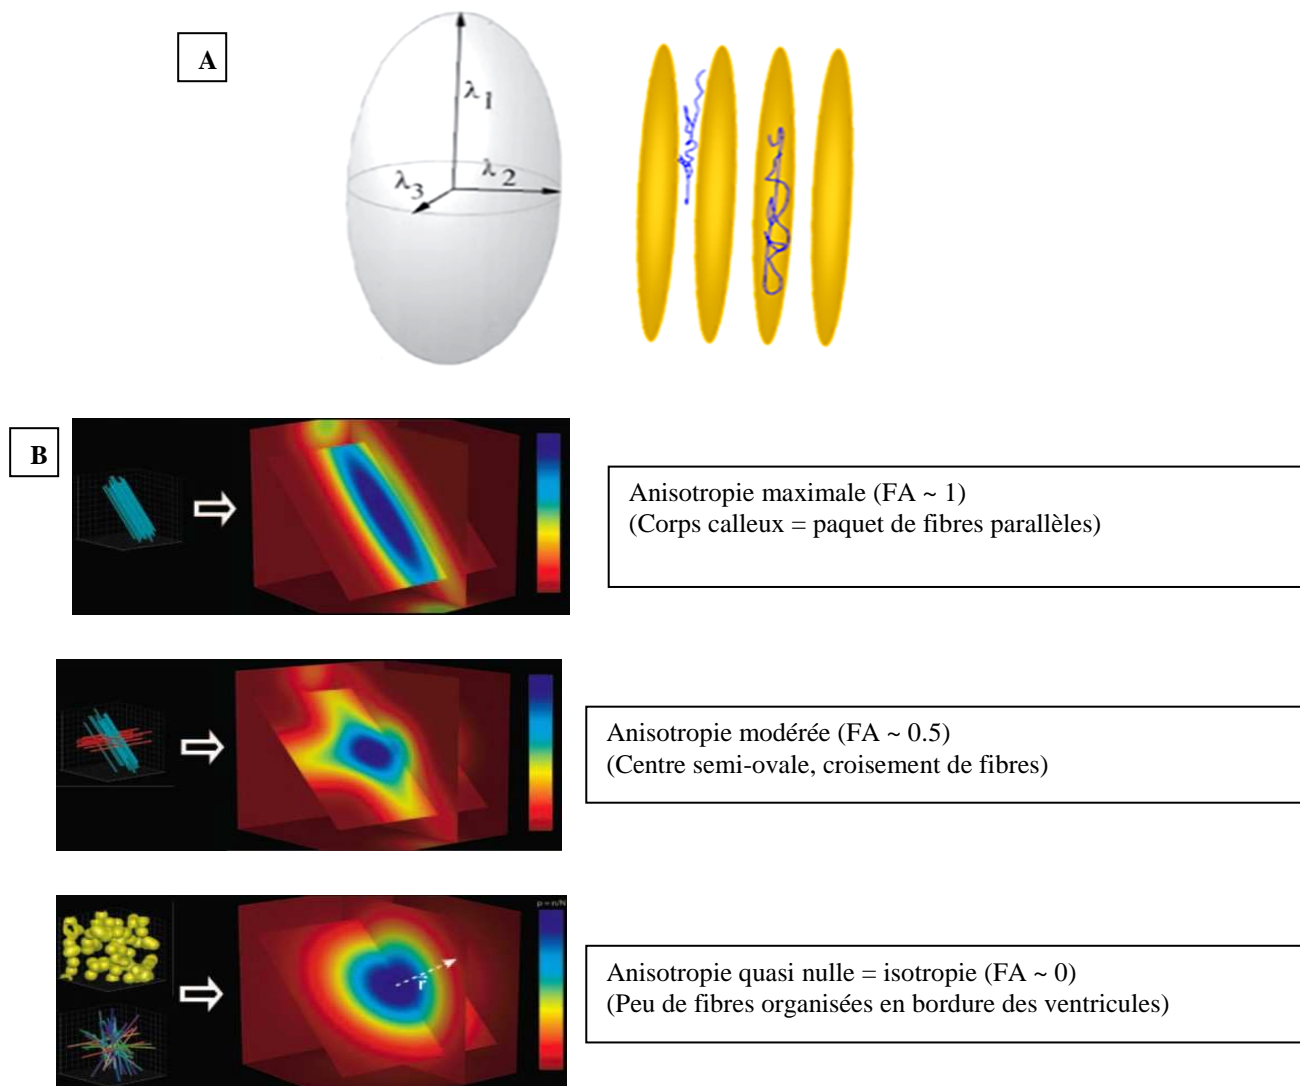 A
λ1
λ2
λ3
B
Anisotropie maximale (FA ~ 1)
(Corps calleux = paquet de fibres parallèles)
Anisotropie modérée (FA ~ 0.5)
(Centre semi-ovale, croisement de fibres)
p = n/N
r
Anisotropie quasi nulle = isotropie (FA ~ 0)
(Peu de fibres organisées en bordure des ventricules)